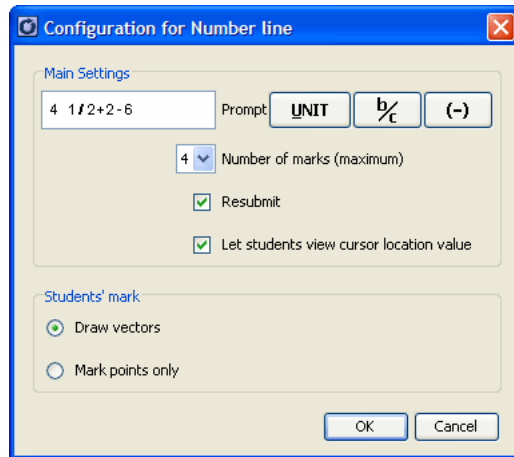 Configuration for Number line
Main Settings
4 1/2+2-6 Prompt UNIT b/c (-)
4 Number of marks (maximum)
Resubmit
Let students view cursor location value
Students' mark
Draw vectors
Mark points only
OK Cancel